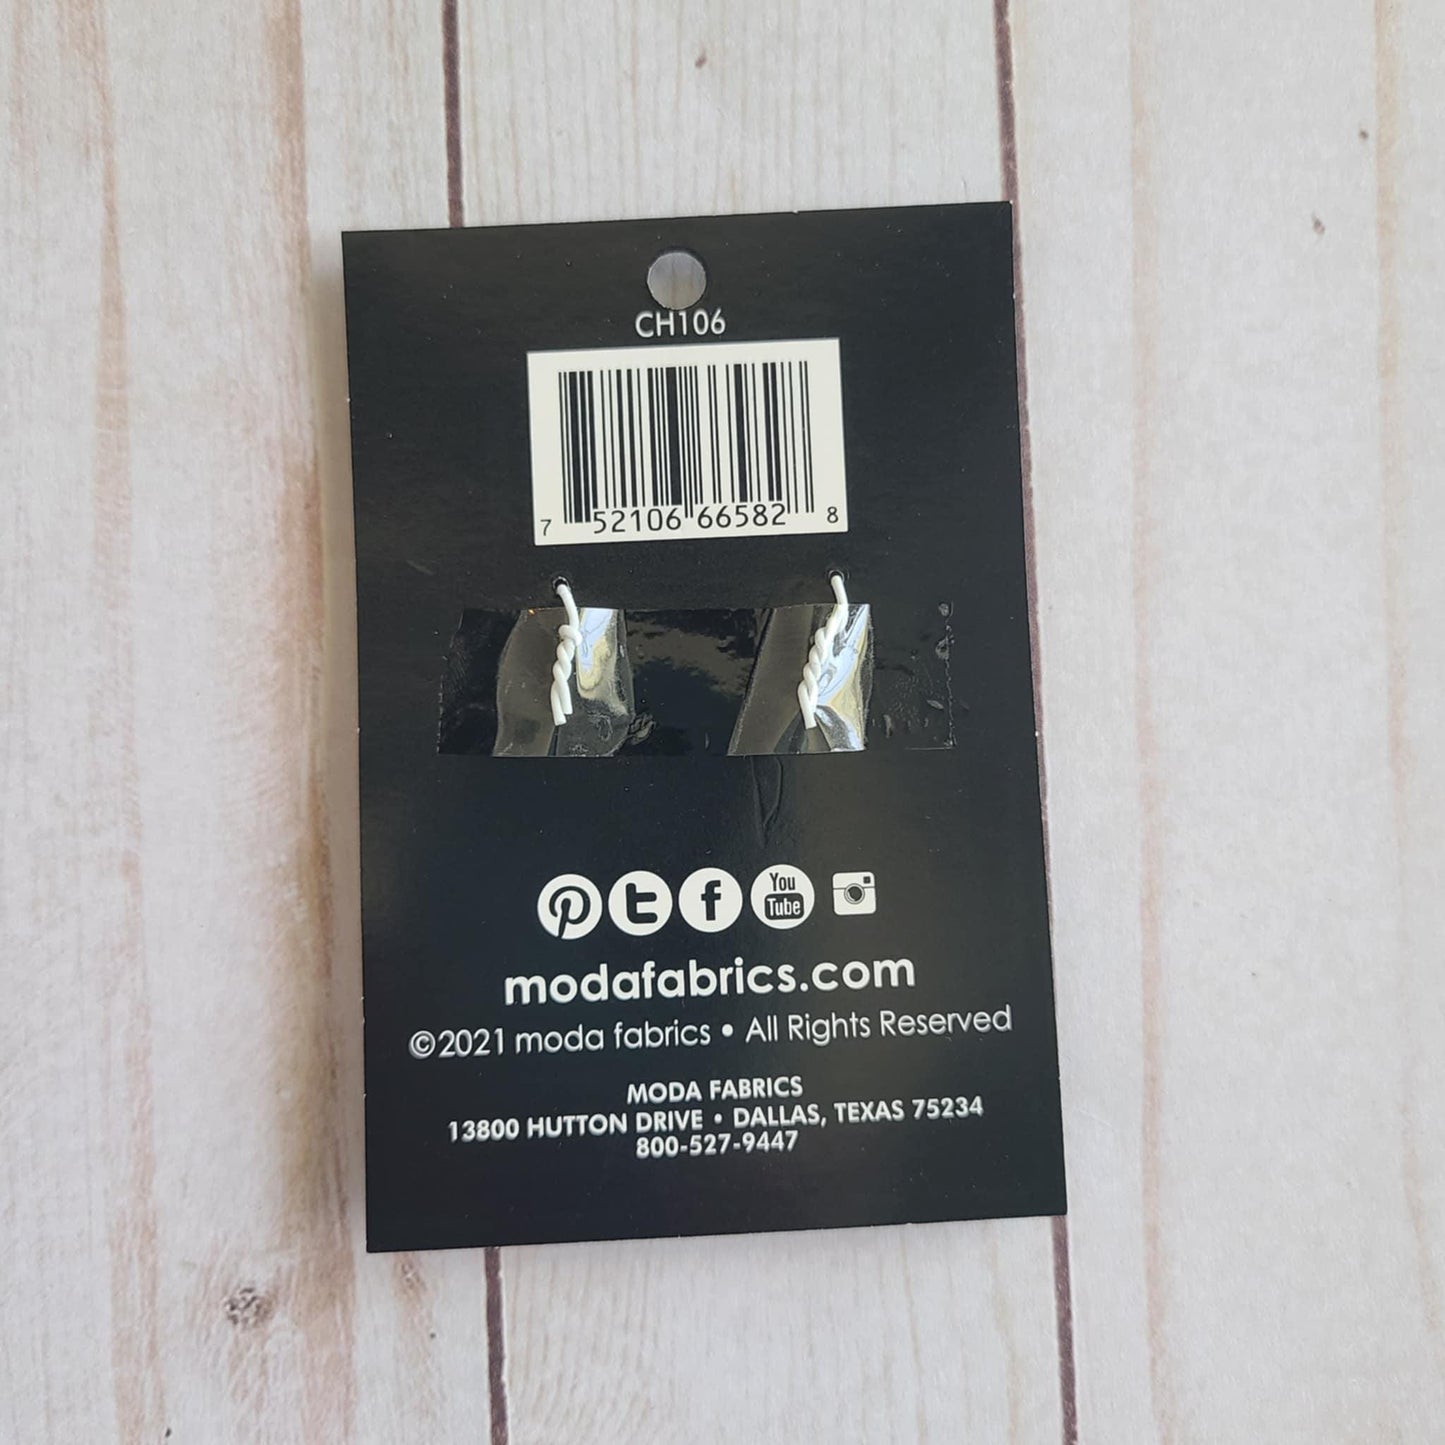 CH106
7 52106 66582 8
You
Tube
modafabrics.com
©2021 moda fabrics • All Rights Reserved
MODA FABRICS
13800 HUTTON DRIVE • DALLAS, TEXAS 75234
800-527-9447